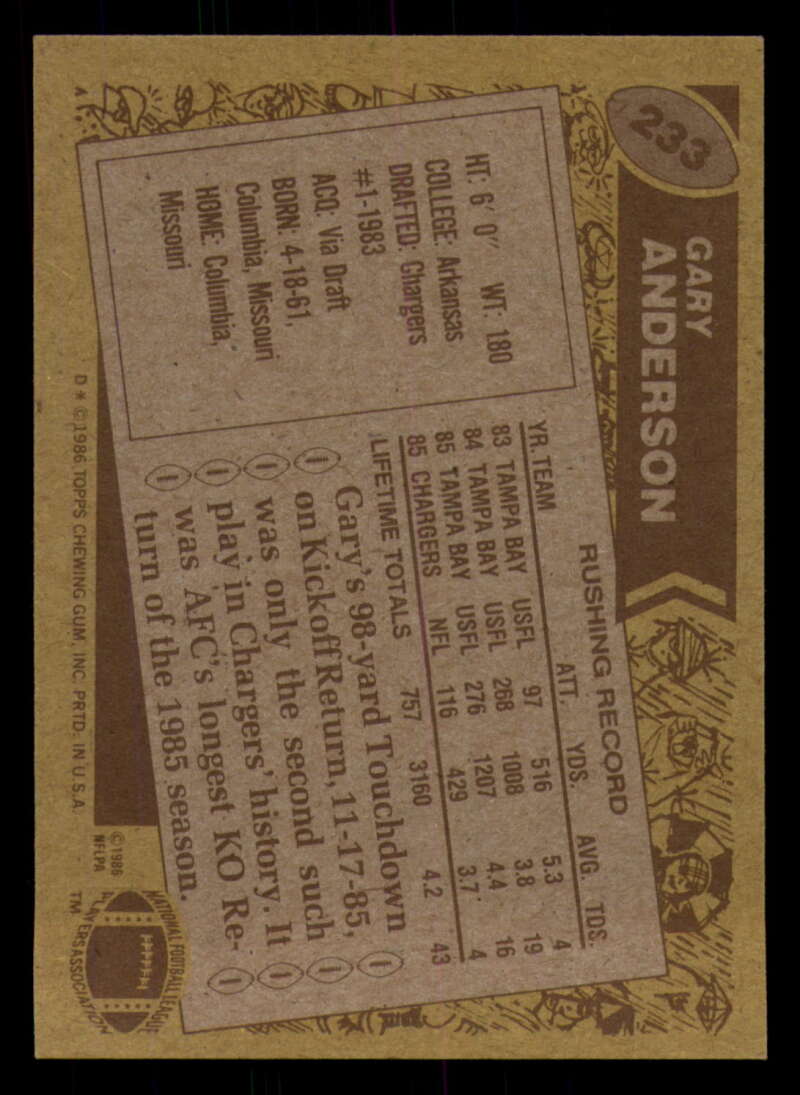 233
GARY
ANDERSON
HT: 6' 0" WT: 180
COLLEGE: Arkansas
DRAFTED: Chargers
#1-1983
ACQ: Via Draft
BORN: 4-18-61,
Columbia, Missouri
HOME: Columbia,
Missouri
RUSHING RECORD
YR. TEAM ATT. YDS. AVG. TDS.
83 TAMPA BAY USFL 97 516 5.3 4
84 TAMPA BAY USFL 268 1008 3.8 19
85 TAMPA BAY USFL 276 1207 4.4 16
85 CHARGERS NFL 116 429 3.7 4
LIFETIME TOTALS 757 3160 4.2 43
Gary's 98-yard Touchdown
on Kickoff Return, 11-17-85,
was only the second such
play in Chargers' history. It
was AFC's longest KO Re-
turn of the 1985 season.
D * © 1986 TOPPS CHEWING GUM, INC. PRTD. IN U.S.A.
© 1986
NFLPA
NATIONAL FOOTBALL LEAGUE
PLAYERS ASSOCIATION
TM